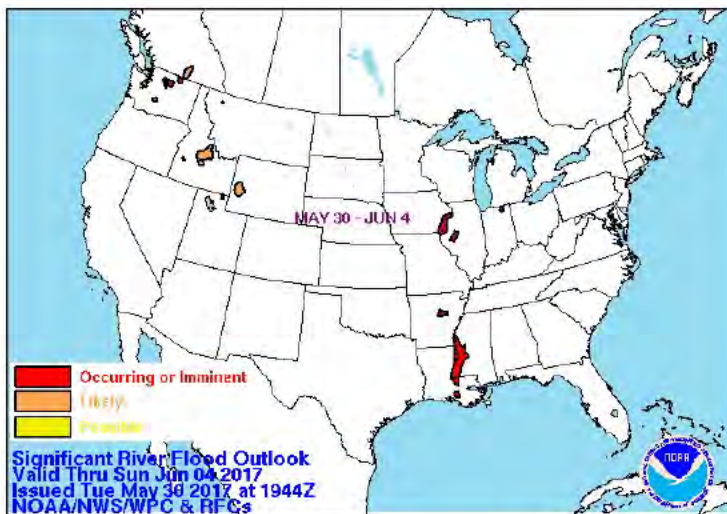 MAY 30 - JUN 4
Occurring or Imminent
Likely
Possible
Significant River Flood Outlook
Valid Thru Sun Jun 04 2017
Issued Tue May 30 2017 at 1944Z
NOAA/NWS/WPC & RFCs
NOAA